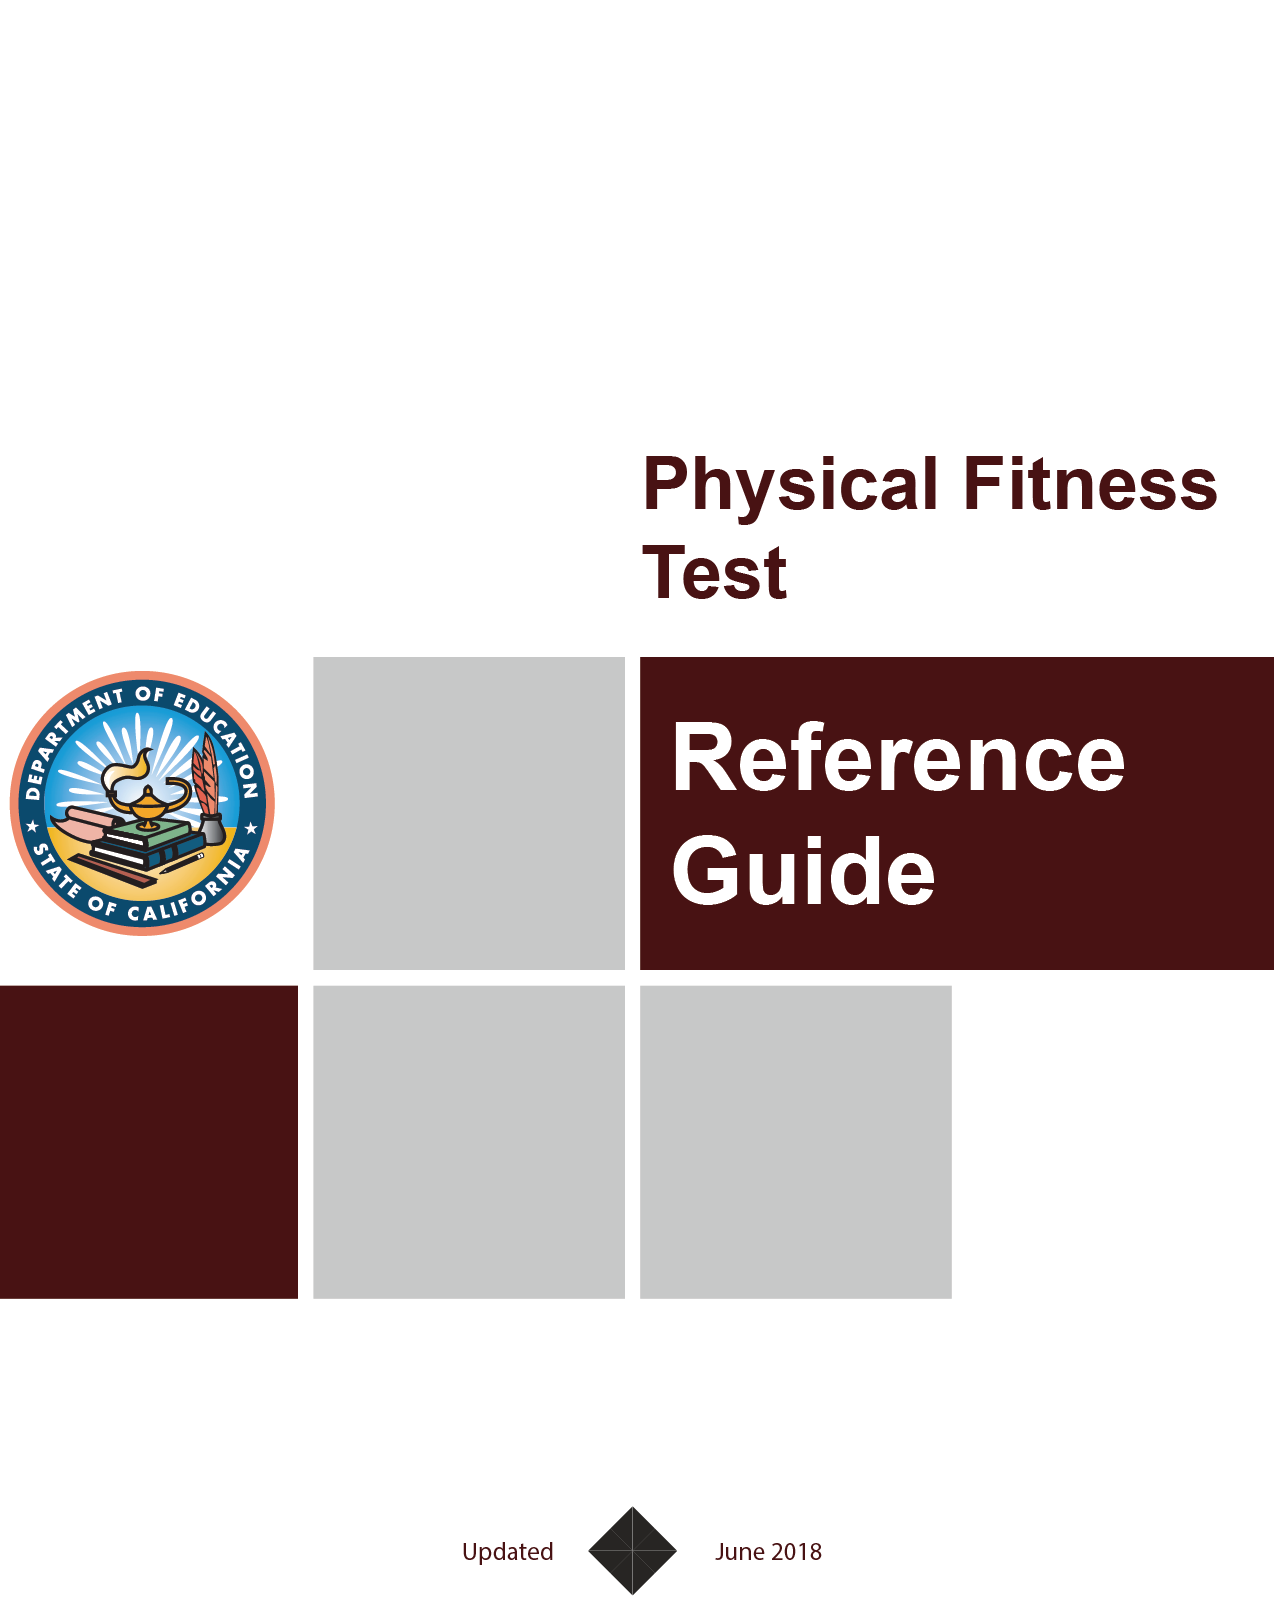 Physical Fitness
Test
DEPARTMENT OF EDUCATION
STATE OF CALIFORNIA
Reference
Guide
Updated June 2018